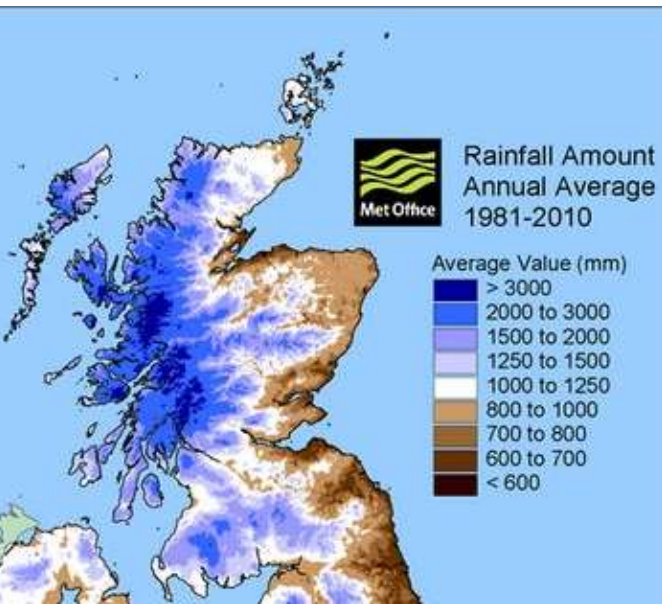 Met Office
Rainfall Amount
Annual Average
1981-2010
Average Value (mm)
> 3000
2000 to 3000
1500 to 2000
1250 to 1500
1000 to 1250
800 to 1000
700 to 800
600 to 700
< 600